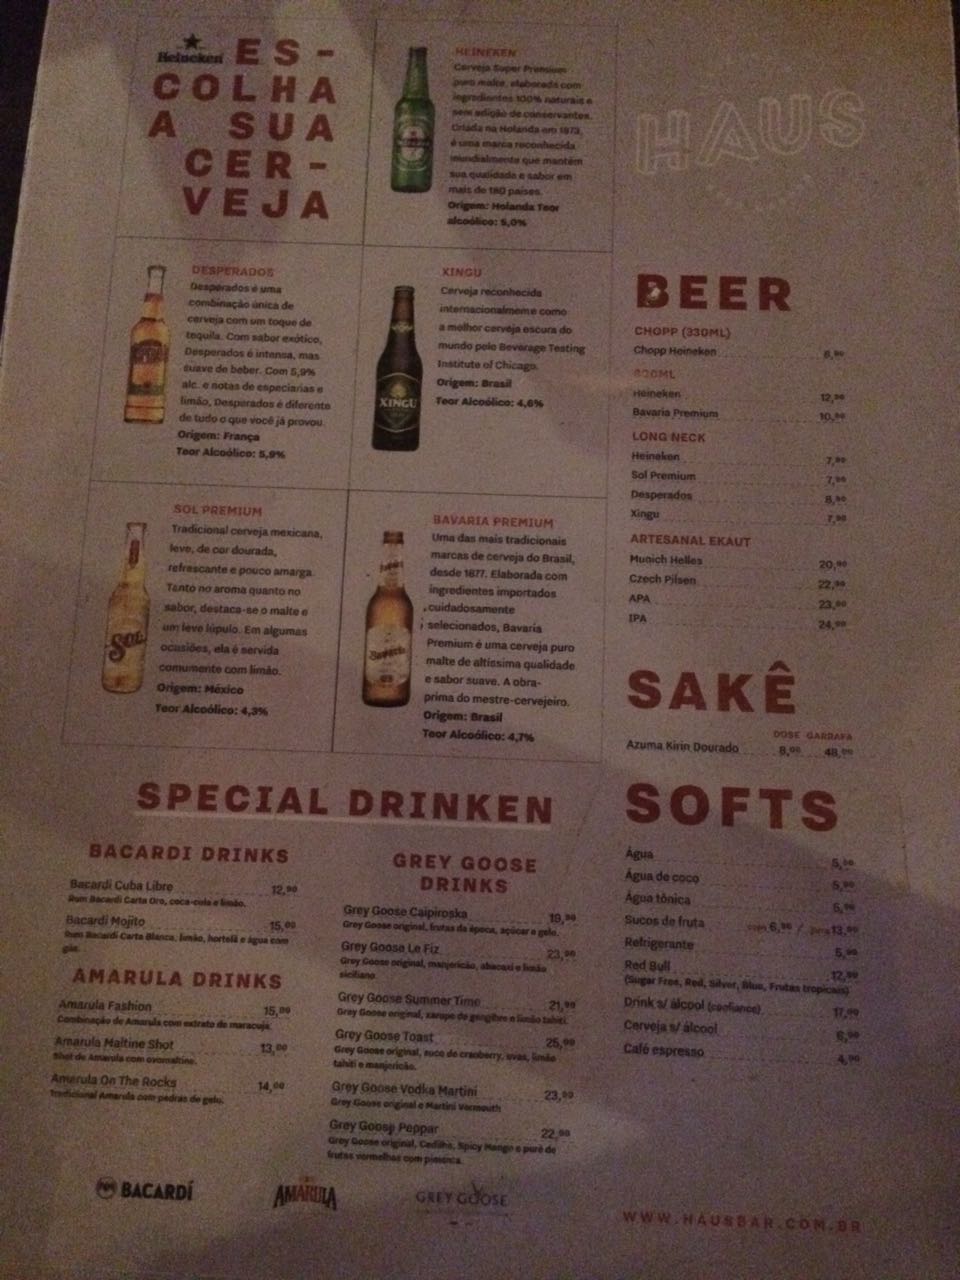 Heineken
ES-
COLHA
A SUA
CER-
VEJA
HEINEKEN
Cerveja Super Premium
puro malte, elaborada com
ingredientes 100% naturais e
sem adição de conservantes.
Criada na Holanda em 1873,
é uma marca reconhecida
mundialmente que mantém
sua qualidade e sabor em
mais de 180 países.
Origem: Holanda Teor
alcoólico: 5,0%
DESPERADOS
Desperados é uma
combinação única de
cerveja com um toque de
tequila. Com sabor exótico,
Desperados é intensa, mas
suave de beber. Com 5,9%
alc. e notas de especiarias e
limão, Desperados é diferente
de tudo o que você já provou.
Origem: França
Teor Alcoólico: 5,9%
XINGU
XINGU
Cerveja reconhecida
internacionalmente como
a melhor cerveja escura do
mundo pelo Beverage Testing
Institute of Chicago.
Origem: Brasil
Teor Alcoólico: 4,6%
SOL PREMIUM
Sol
Tradicional cerveja mexicana,
leve, de cor dourada,
refrescante e pouco amarga.
Tanto no aroma quanto no
sabor, destaca-se o malte e
um leve lúpulo. Em algumas
ocasiões, ela é servida
comumente com limão.
Origem: México
Teor Alcoólico: 4,3%
BAVARIA PREMIUM
Bavaria
Uma das mais tradicionais
marcas de cerveja do Brasil,
desde 1877. Elaborada com
ingredientes importados
cuidadosamente
selecionados, Bavaria
Premium é uma cerveja puro
malte de altíssima qualidade
e sabor suave. A obra-
prima do mestre-cervejeiro.
Origem: Brasil
Teor Alcoólico: 4,7%
HAUS
BEER
CHOPP (330ML)
Chopp Heineken 8,90
600ML
Heineken 12,90
Bavaria Premium 10,90
LONG NECK
Heineken 7,90
Sol Premium 7,90
Desperados 8,90
Xingu 7,90
ARTESANAL EKAUT
Munich Helles 20,90
Czech Pilsen 22,90
APA 23,90
IPA 24,90
SAKÊ
DOSE GARRAFA
Azuma Kirin Dourado 8,00 48,00
SOFTS
Água 5,00
Água de coco 5,90
Água tônica 5,90
Sucos de fruta copo 6,90 / jarra 13,90
Refrigerante 5,90
Red Bull 12,90
(Sugar Free, Red, Silver, Blue, Frutas tropicais)
Drink s/ álcool (confiance) 17,00
Cerveja s/ álcool 6,90
Café espresso 4,90
SPECIAL DRINKEN
BACARDI DRINKS
Bacardi Cuba Libre 12,90
Rum Bacardi Carta Oro, coca-cola e limão.
Bacardi Mojito 15,00
Rum Bacardi Carta Blanca, limão, hortelã e água com
gás.
AMARULA DRINKS
Amarula Fashion 15,00
Combinação de Amarula com extrato de maracujá.
Amarula Maltine Shot 13,00
Shot de Amarula com ovomaltine.
Amarula On The Rocks 14,00
Tradicional Amarula com pedras de gelo.
GREY GOOSE
DRINKS
Grey Goose Caipiroska 19,90
Grey Goose original, frutas da época, açúcar e gelo.
Grey Goose Le Fiz 23,90
Grey Goose original, manjericão, abacaxi e limão
siciliano.
Grey Goose Summer Time 21,90
Grey Goose original, xarope de gengibre e limão tahiti.
Grey Goose Toast 25,90
Grey Goose original, suco de cranberry, uvas, limão
tahiti e manjericão.
Grey Goose Vodka Martini 23,90
Grey Goose original e Martini Vermouth
Grey Goose Peppar 22,90
Grey Goose original, Spicy Mango e purê de
frutas vermelhas com pimenta.
BACARDÍ
AMARULA
GREY GOOSE
WWW.HAUSBAR.COM.BR